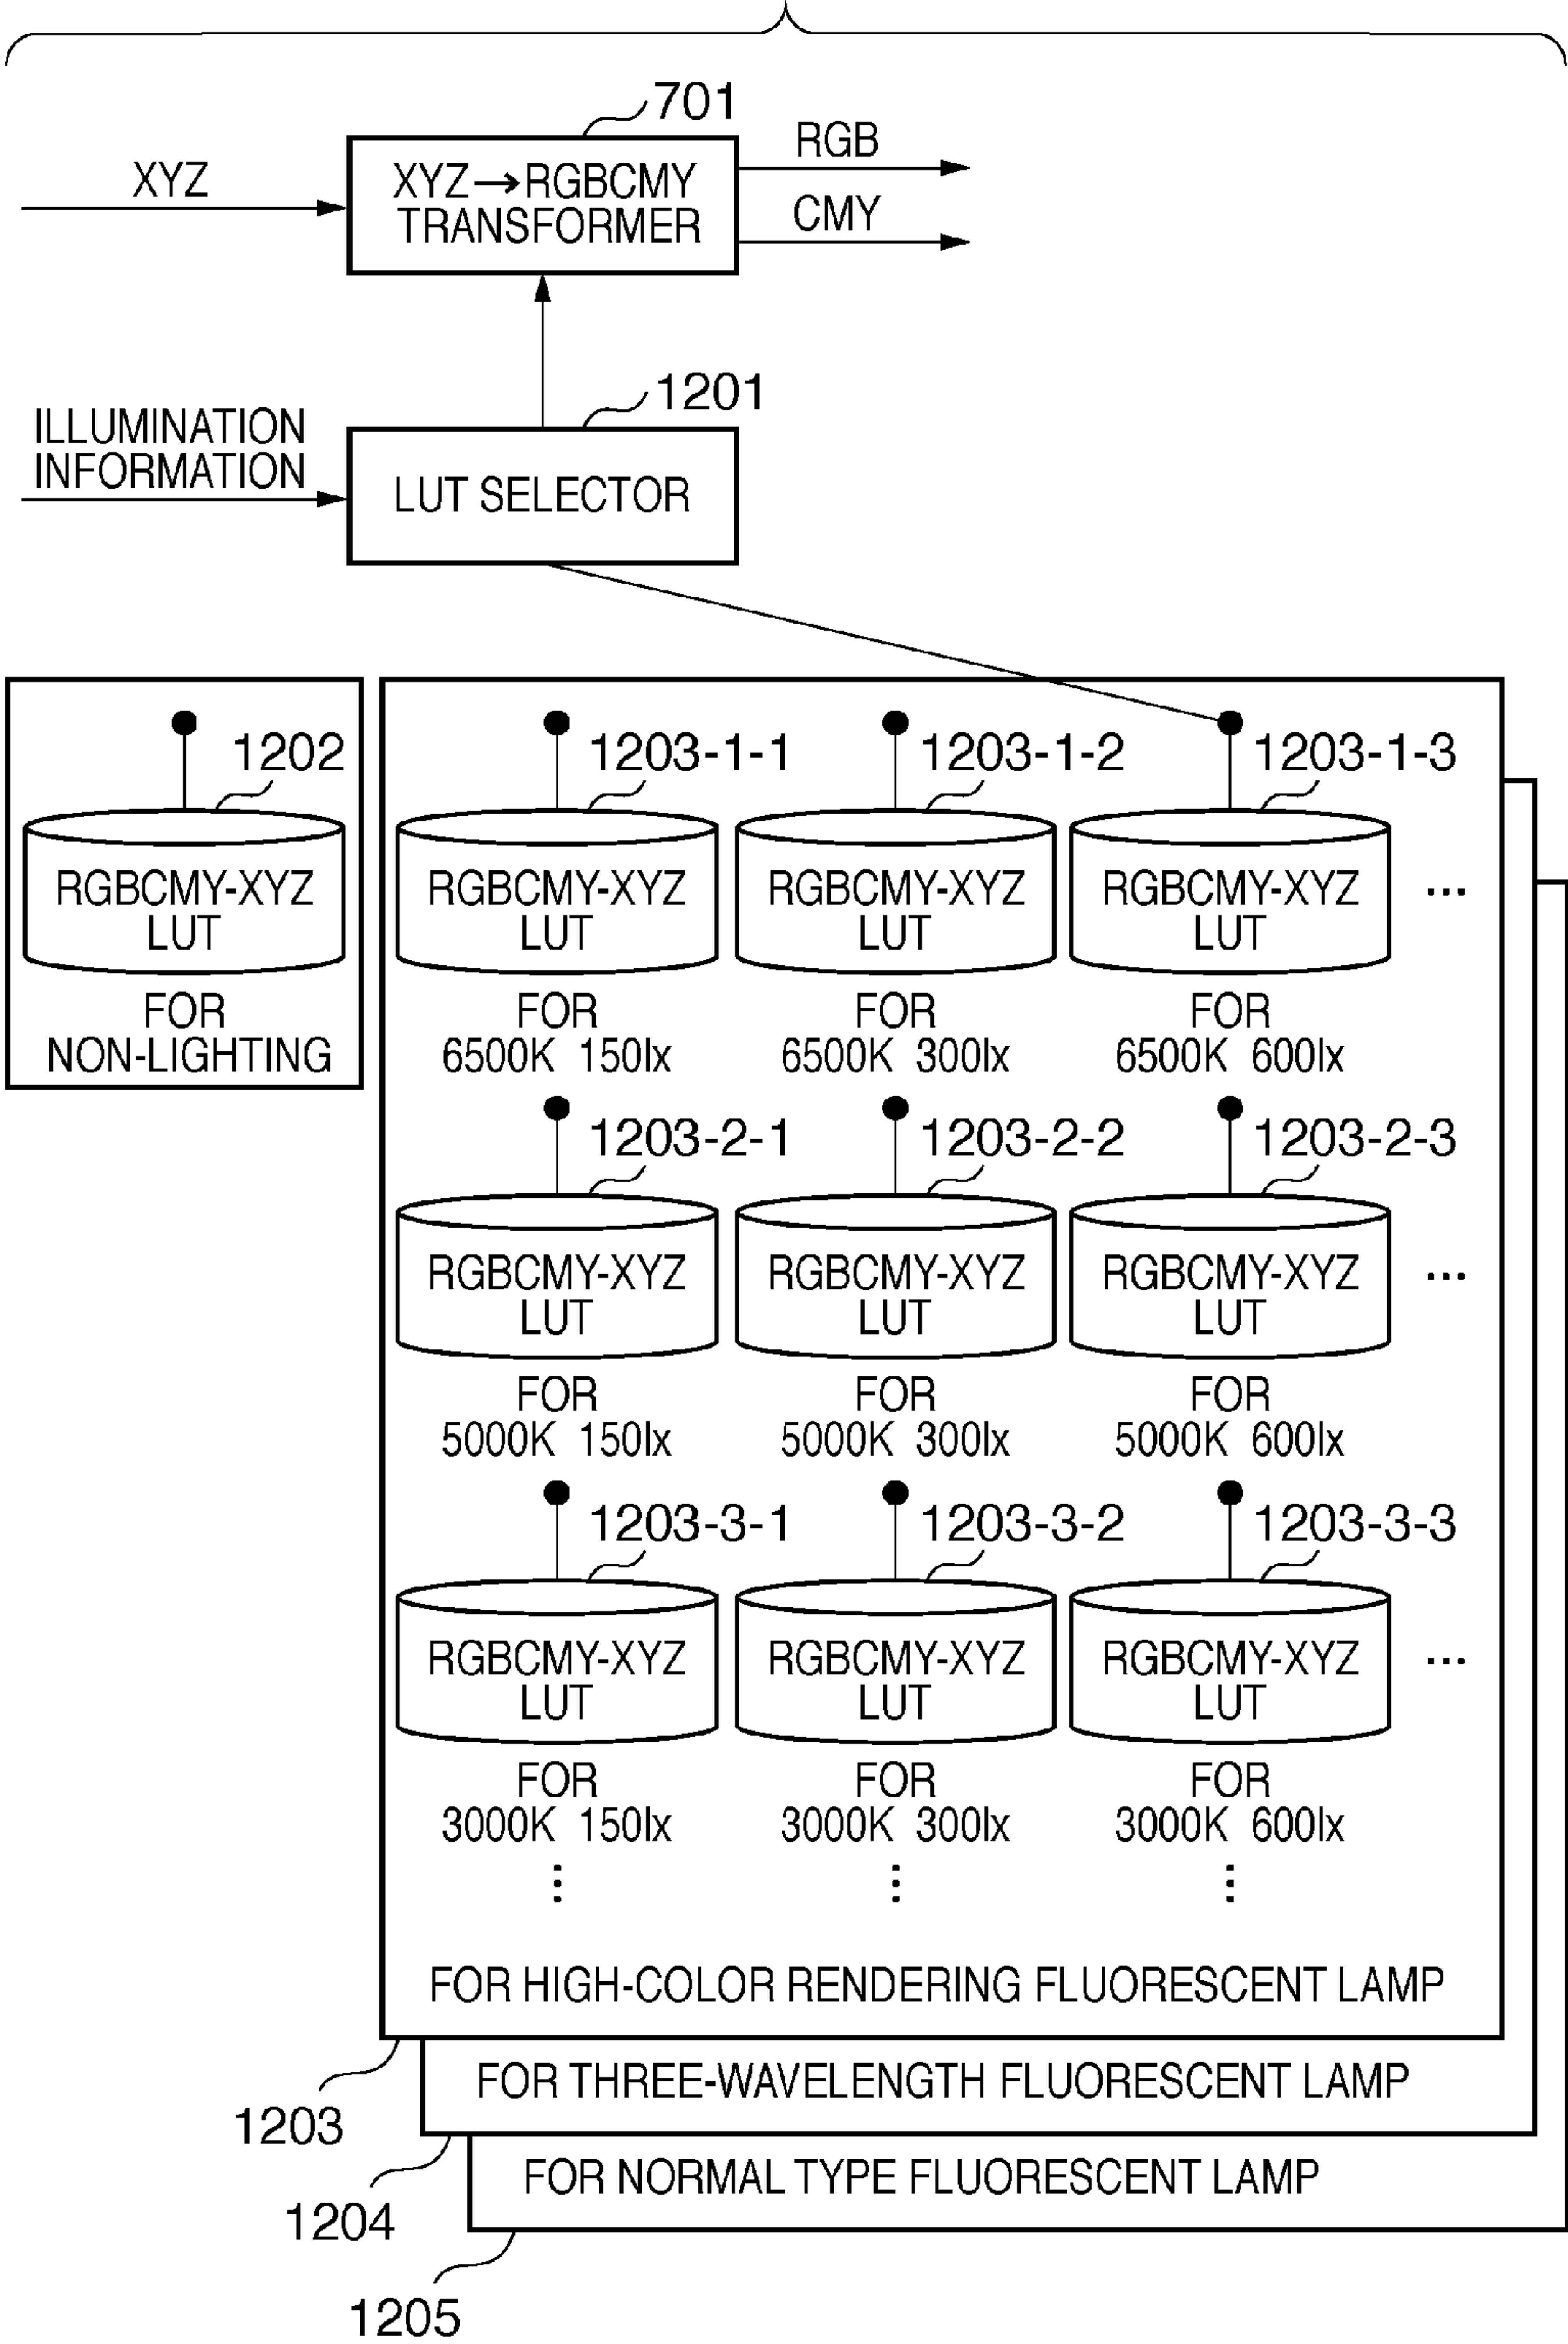 701
XYZ
XYZ→RGBCMY
TRANSFORMER
RGB
CMY
1201
ILLUMINATION
INFORMATION
LUT SELECTOR
1202
RGBCMY-XYZ
LUT
FOR
NON-LIGHTING
1203-1-1
1203-1-2
1203-1-3
RGBCMY-XYZ
LUT
RGBCMY-XYZ
LUT
RGBCMY-XYZ
LUT
...
FOR
6500K 150lx
FOR
6500K 300lx
FOR
6500K 600lx
1203-2-1
1203-2-2
1203-2-3
RGBCMY-XYZ
LUT
RGBCMY-XYZ
LUT
RGBCMY-XYZ
LUT
...
FOR
5000K 150lx
FOR
5000K 300lx
FOR
5000K 600lx
1203-3-1
1203-3-2
1203-3-3
RGBCMY-XYZ
LUT
RGBCMY-XYZ
LUT
RGBCMY-XYZ
LUT
...
FOR
3000K 150lx
FOR
3000K 300lx
FOR
3000K 600lx
FOR HIGH-COLOR RENDERING FLUORESCENT LAMP
1203
FOR THREE-WAVELENGTH FLUORESCENT LAMP
1204
FOR NORMAL TYPE FLUORESCENT LAMP
1205